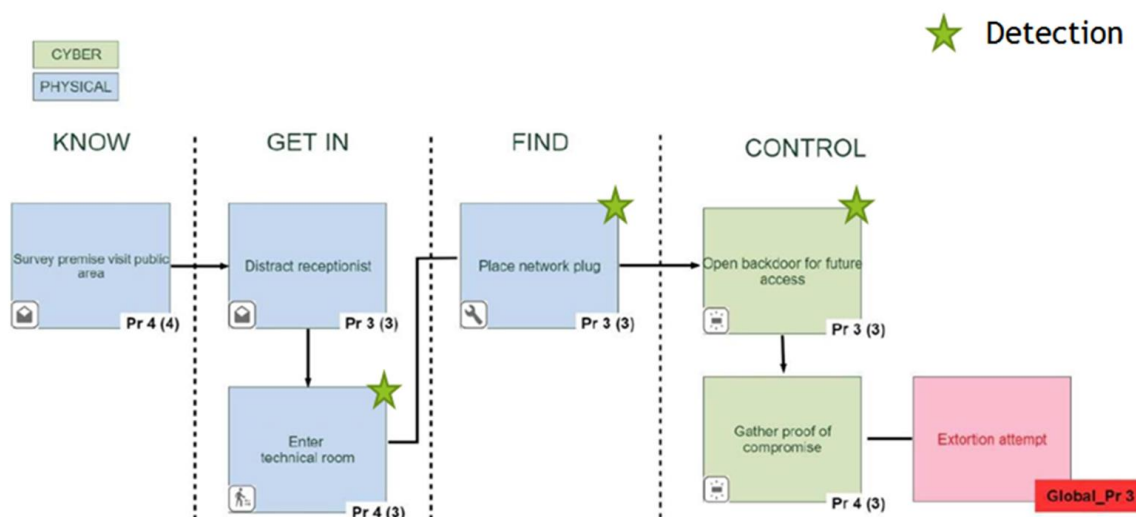 Detection
CYBER
PHYSICAL
KNOW
GET IN
FIND
CONTROL
Survey premise visit public
area
Pr 4 (4)
Distract receptionist
Pr 3 (3)
Enter
technical room
Pr 4 (3)
Place network plug
Pr 3 (3)
Open backdoor for future
access
Pr 3 (3)
Gather proof of
compromise
Pr 4 (3)
Extortion attempt
Global_Pr 3